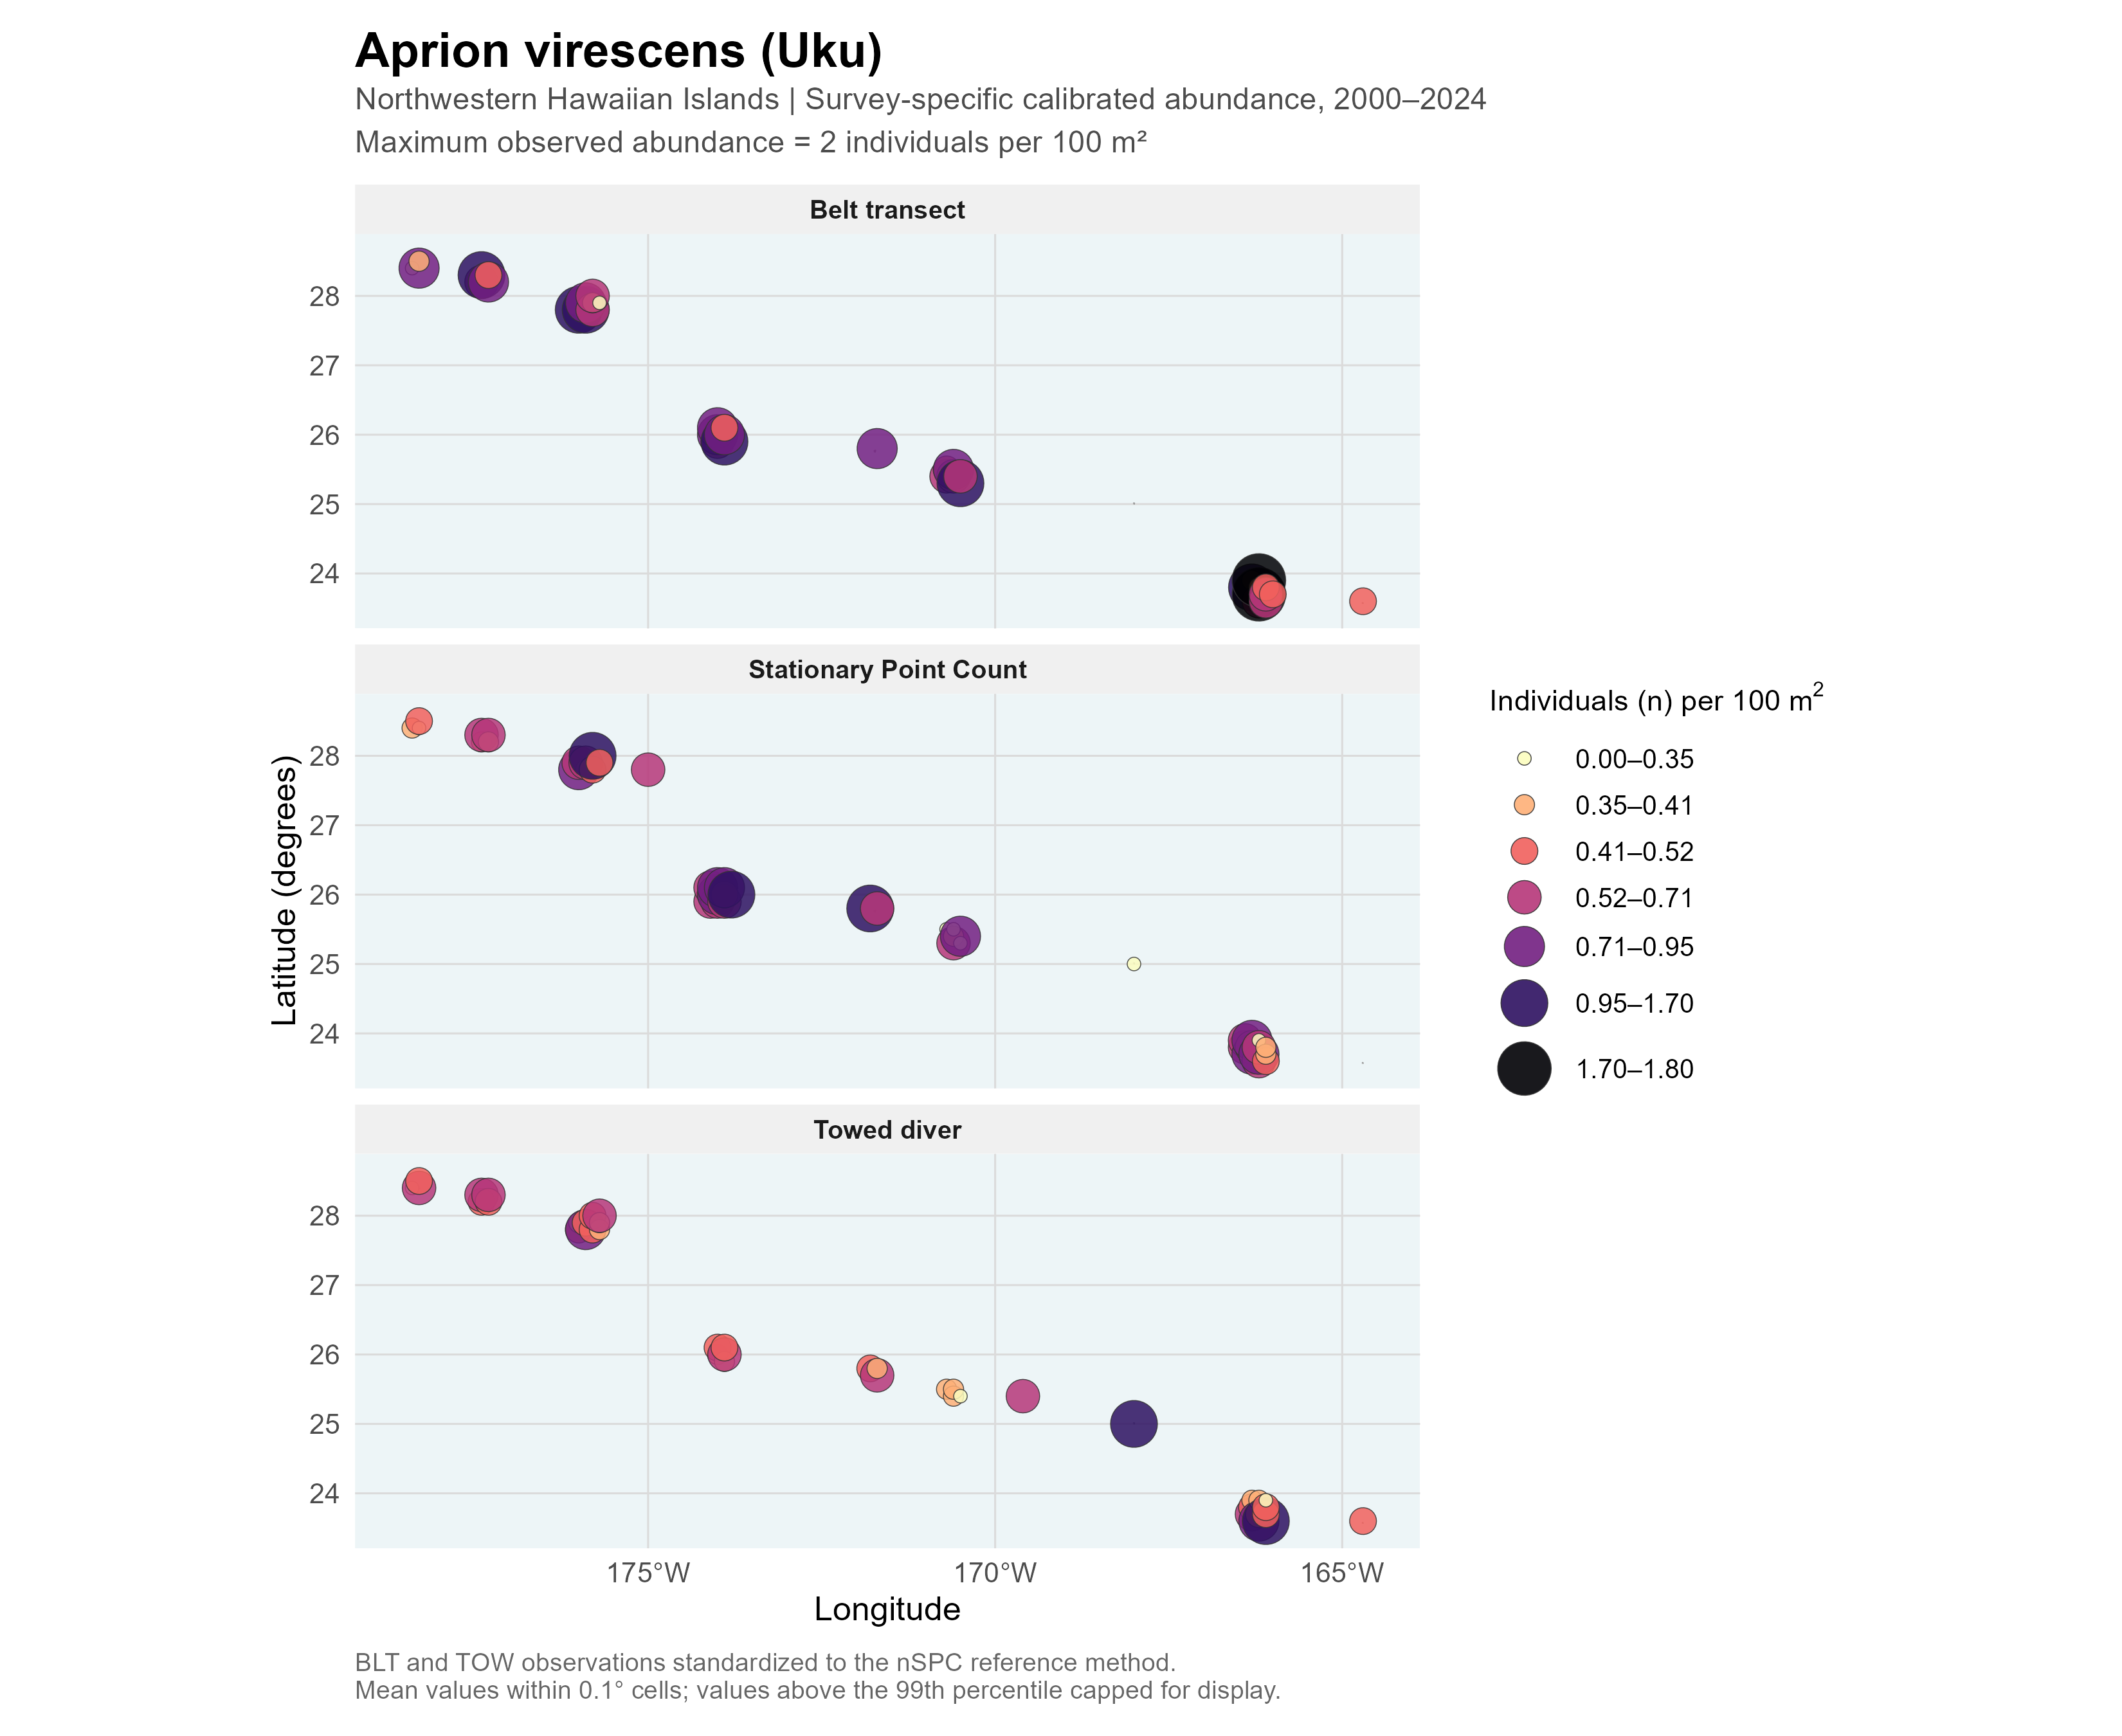 Aprion virescens (Uku)
Northwestern Hawaiian Islands | Survey-specific calibrated abundance, 2000–2024
Maximum observed abundance = 2 individuals per 100 m²
Belt transect
28
27
26
25
24
Stationary Point Count
28
27
26
25
24
Latitude (degrees)
Towed diver
28
27
26
25
24
175°W 170°W 165°W
Longitude
Individuals (n) per 100 m²
0.00–0.35
0.35–0.41
0.41–0.52
0.52–0.71
0.71–0.95
0.95–1.70
1.70–1.80
BLT and TOW observations standardized to the nSPC reference method.
Mean values within 0.1° cells; values above the 99th percentile capped for display.